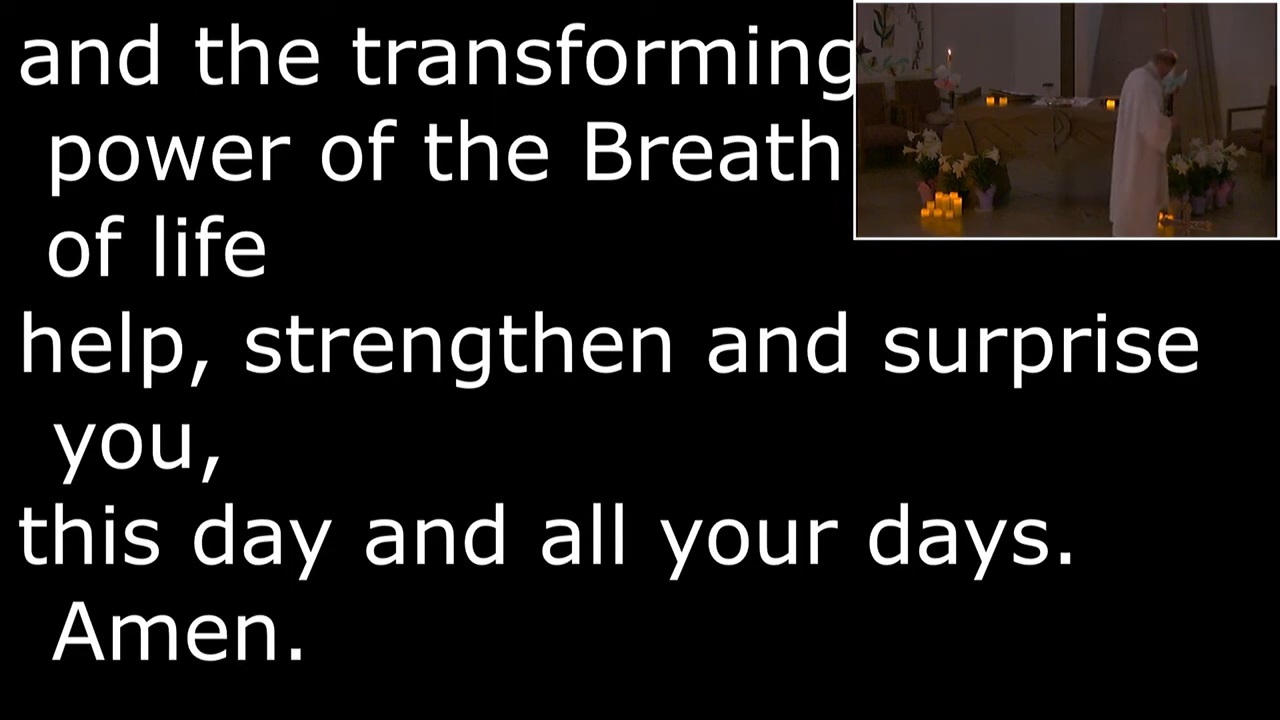 and the transforming
power of the Breath
of life
help, strengthen and surprise
you,
this day and all your days.
Amen.